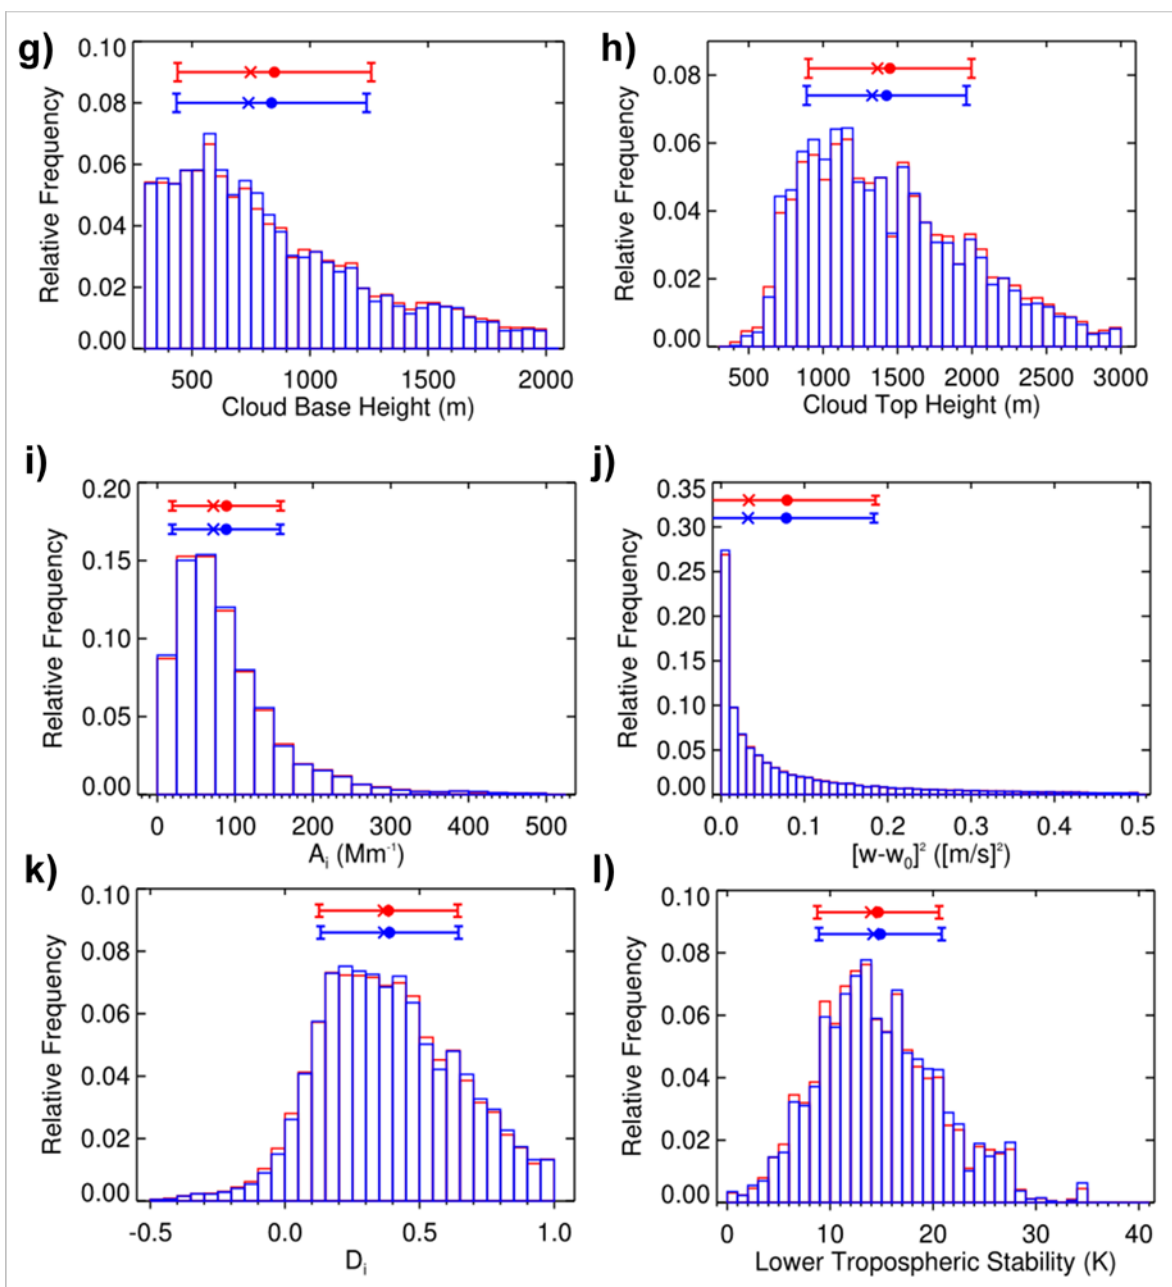 g)
Relative Frequency
0.10
0.08
0.06
0.04
0.02
0.00
500 1000 1500 2000
Cloud Base Height (m)
h)
Relative Frequency
0.08
0.06
0.04
0.02
0.00
500 1000 1500 2000 2500 3000
Cloud Top Height (m)
i)
Relative Frequency
0.20
0.15
0.10
0.05
0.00
0 100 200 300 400 500
Aᵢ (Mm⁻¹)
j)
Relative Frequency
0.35
0.30
0.25
0.20
0.15
0.10
0.05
0.00
0.0 0.1 0.2 0.3 0.4 0.5
[w-w₀]² ([m/s]²)
k)
Relative Frequency
0.10
0.08
0.06
0.04
0.02
0.00
-0.5 0.0 0.5 1.0
Dᵢ
l)
Relative Frequency
0.10
0.08
0.06
0.04
0.02
0.00
0 10 20 30 40
Lower Tropospheric Stability (K)